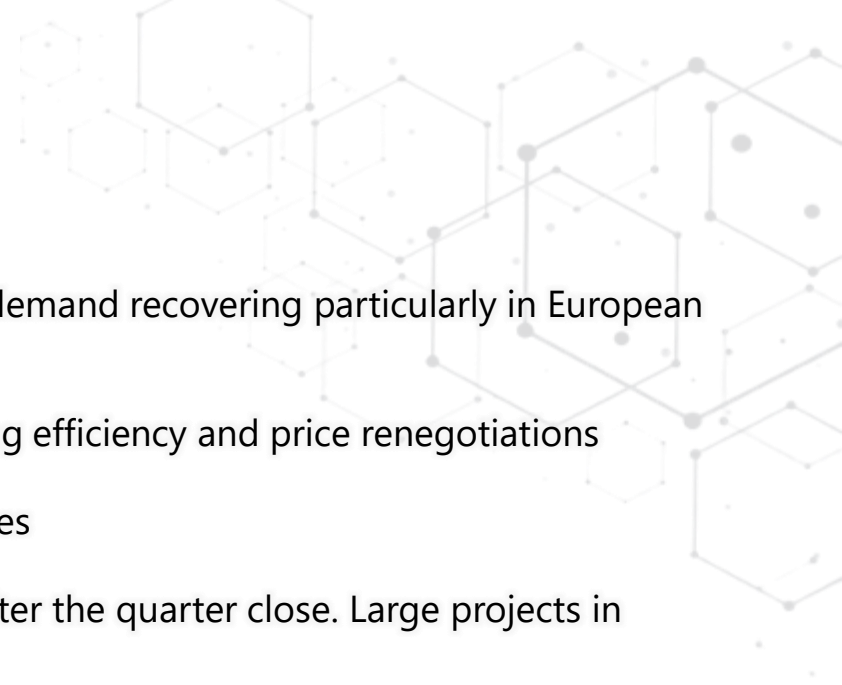 demand recovering particularly in European
g efficiency and price renegotiations
es
ter the quarter close. Large projects in